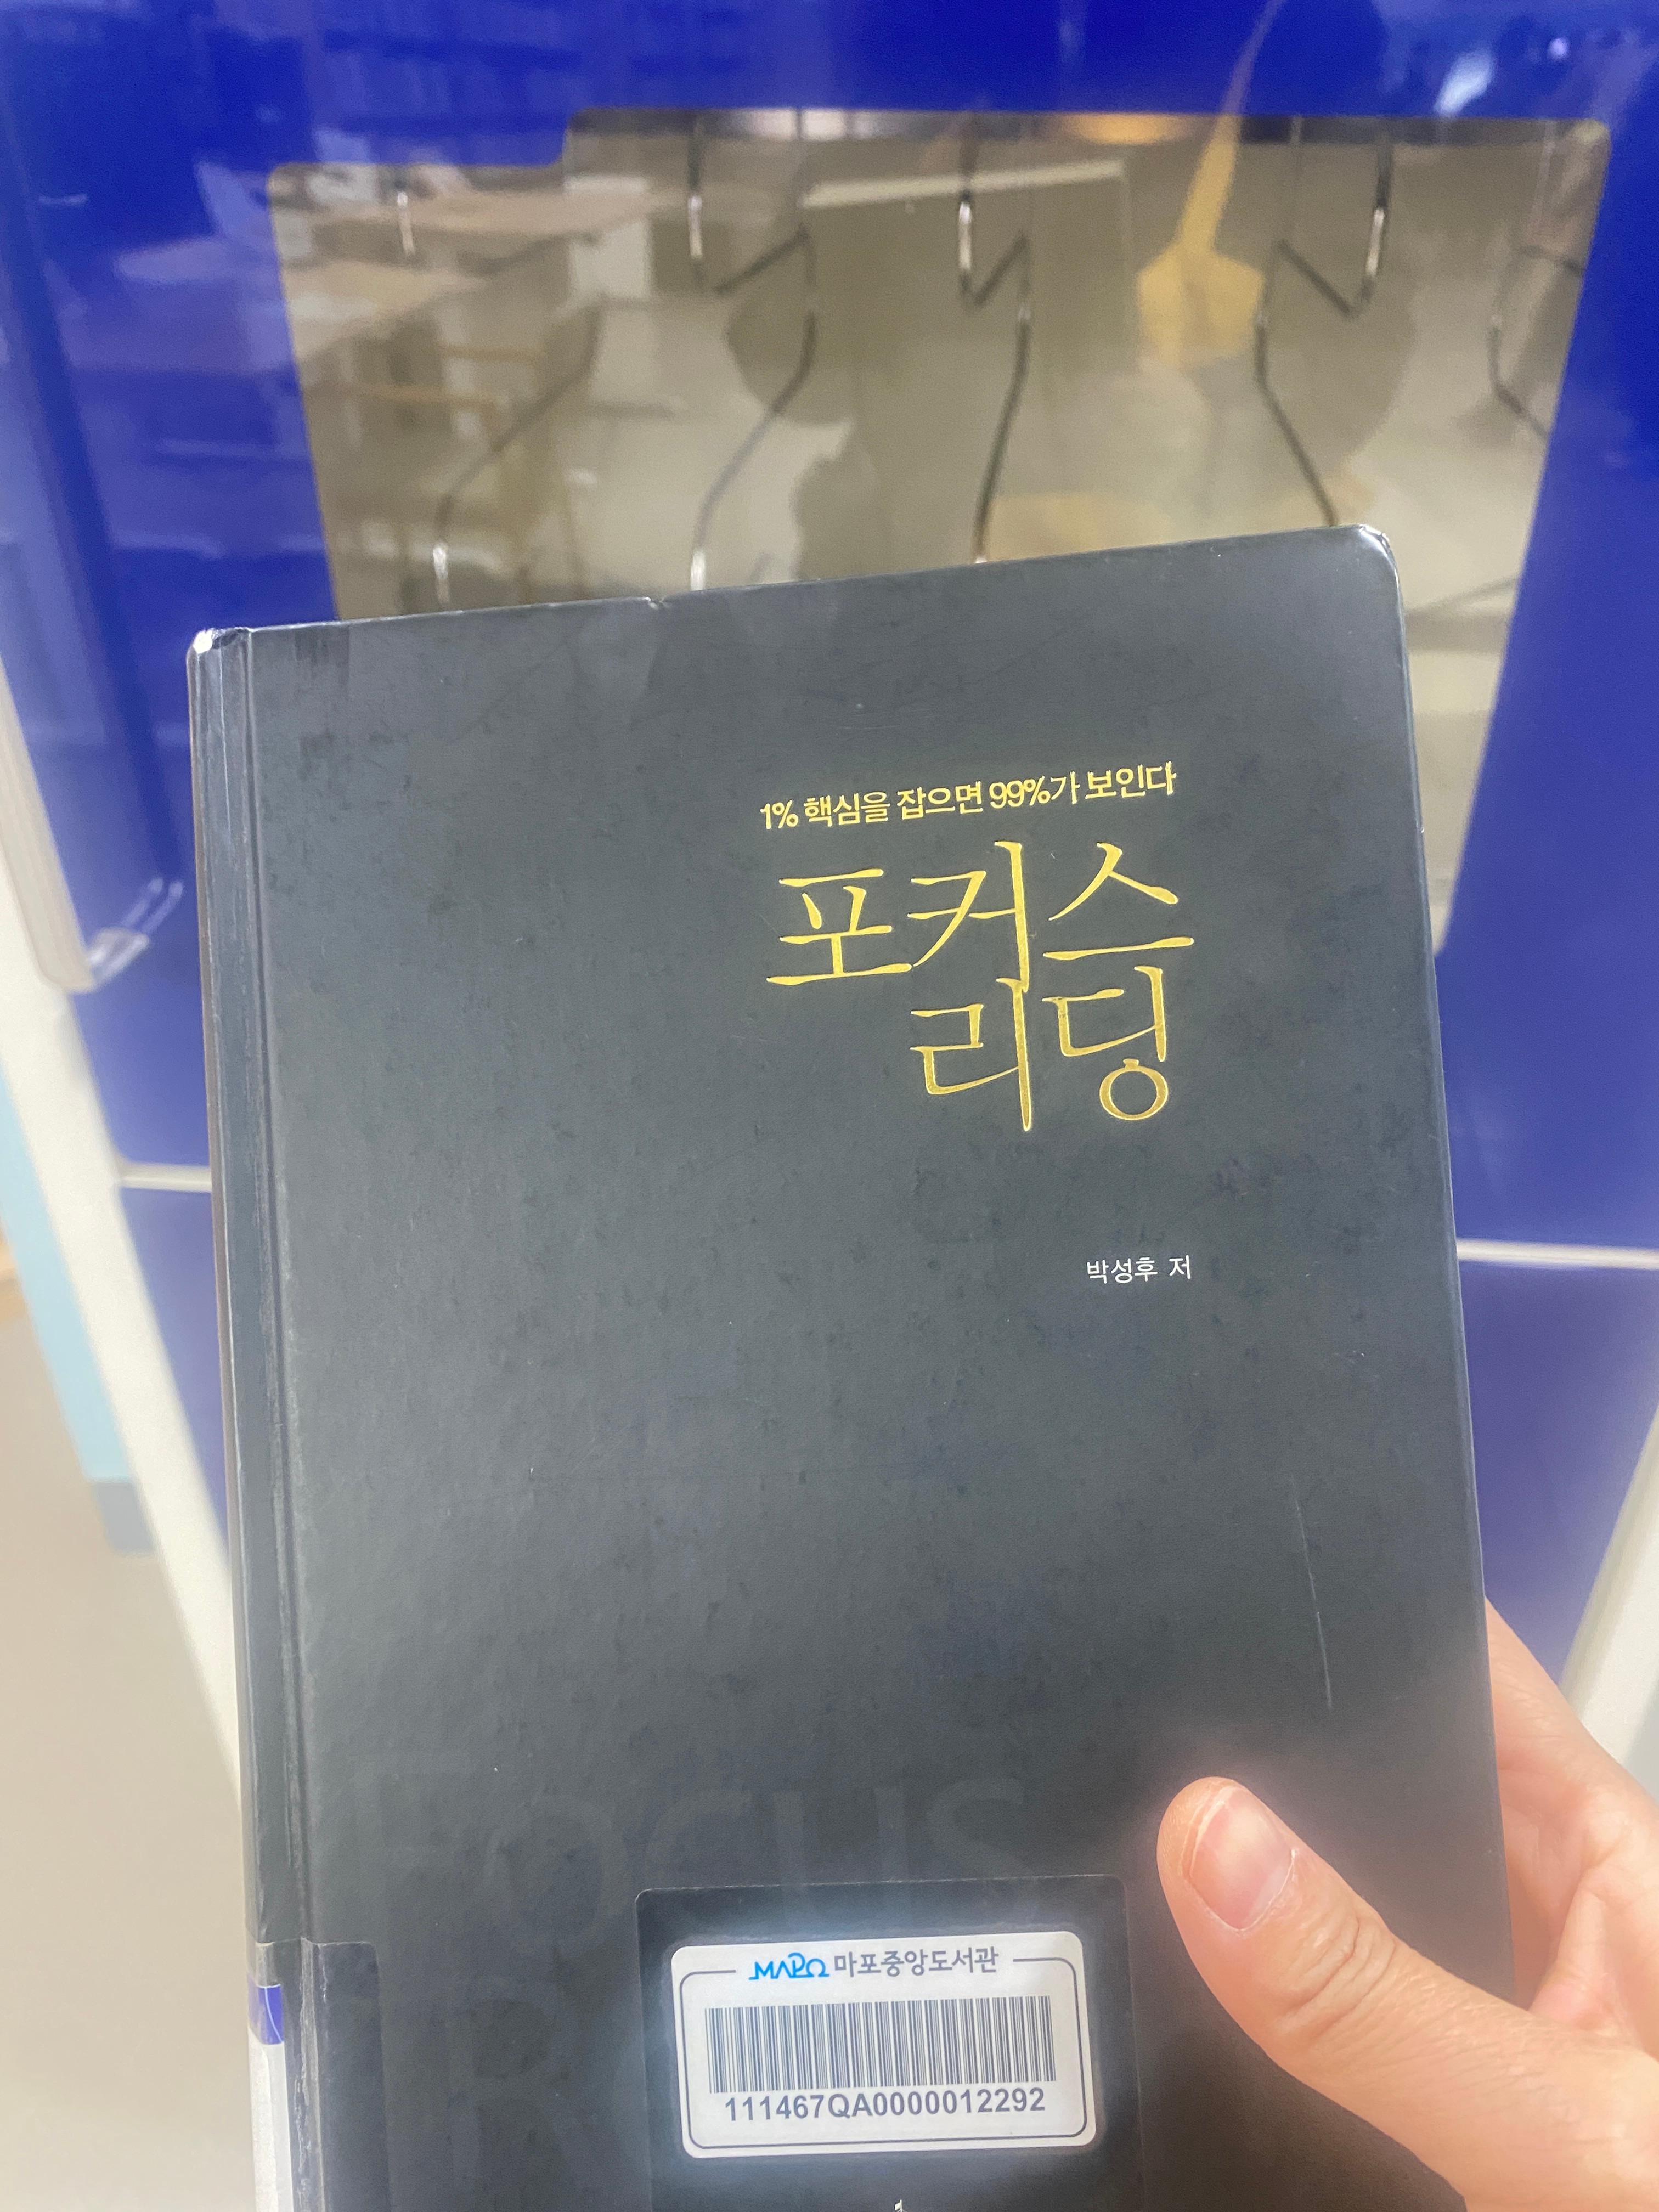 1% 핵심을 잡으면 99%가 보인다
포커스
리딩
박성후 저
Focus
MAPO 마포중앙도서관
111467QA0000012292